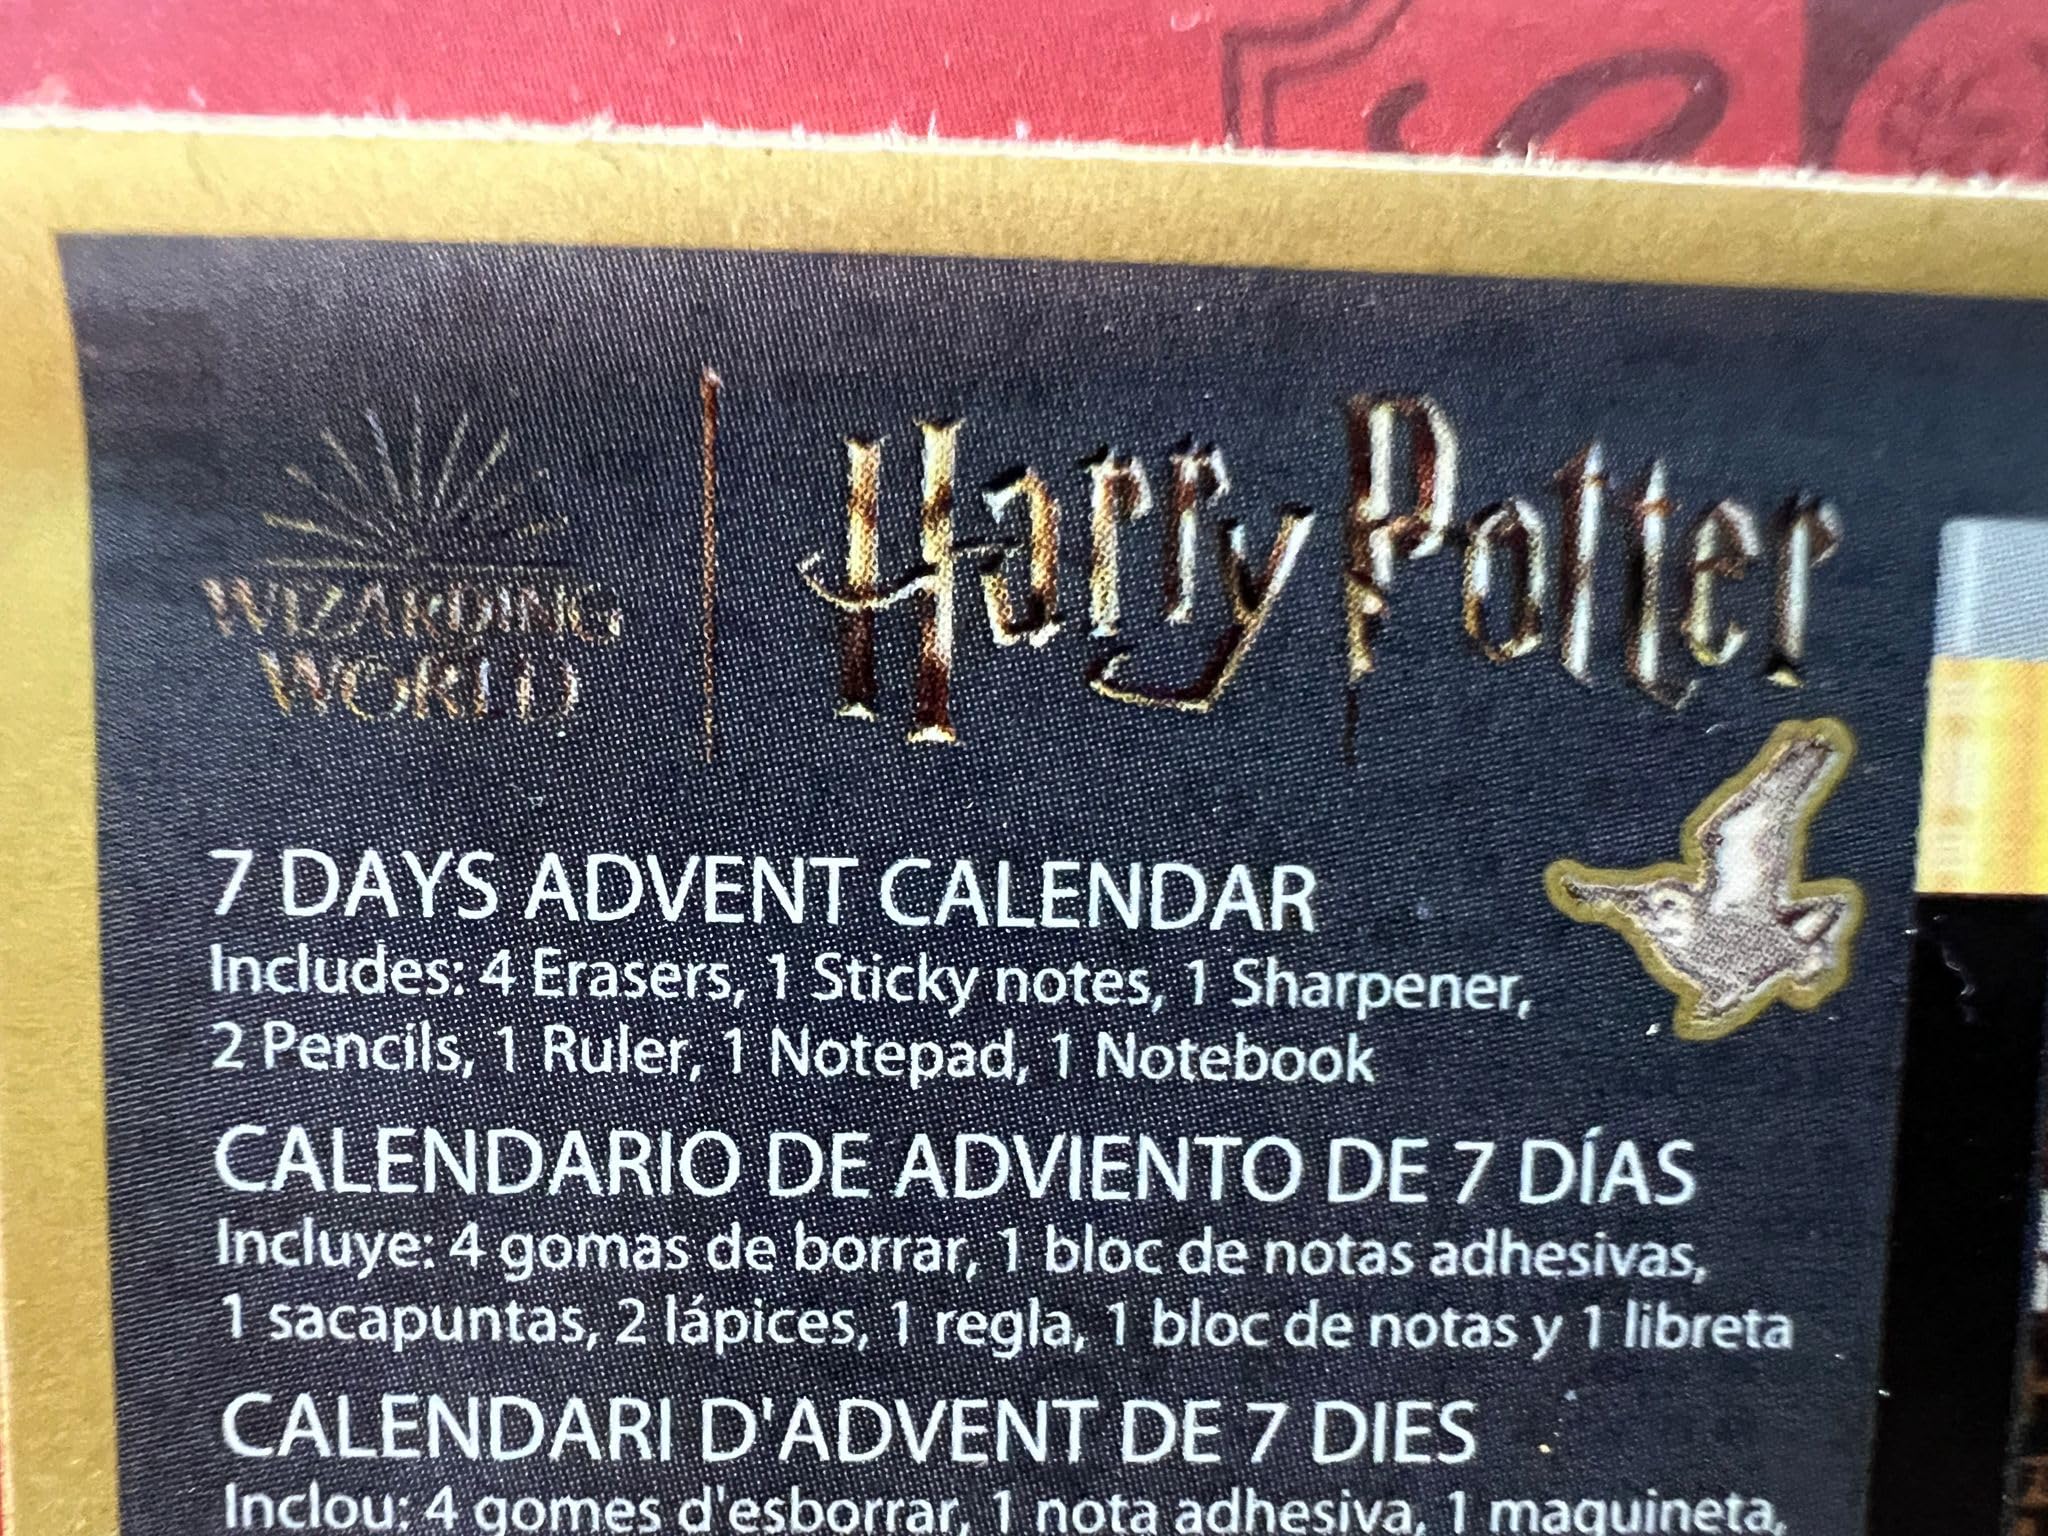 WIZARDING
WORLD
Harry Potter
7 DAYS ADVENT CALENDAR
Includes: 4 Erasers, 1 Sticky notes, 1 Sharpener,
2 Pencils, 1 Ruler, 1 Notepad, 1 Notebook
CALENDARIO DE ADVIENTO DE 7 DÍAS
Incluye: 4 gomas de borrar, 1 bloc de notas adhesivas,
1 sacapuntas, 2 lápices, 1 regla, 1 bloc de notas y 1 libreta
CALENDARI D'ADVENT DE 7 DIES
Inclou: 4 gomes d'esborrar, 1 nota adhesiva, 1 maquineta,